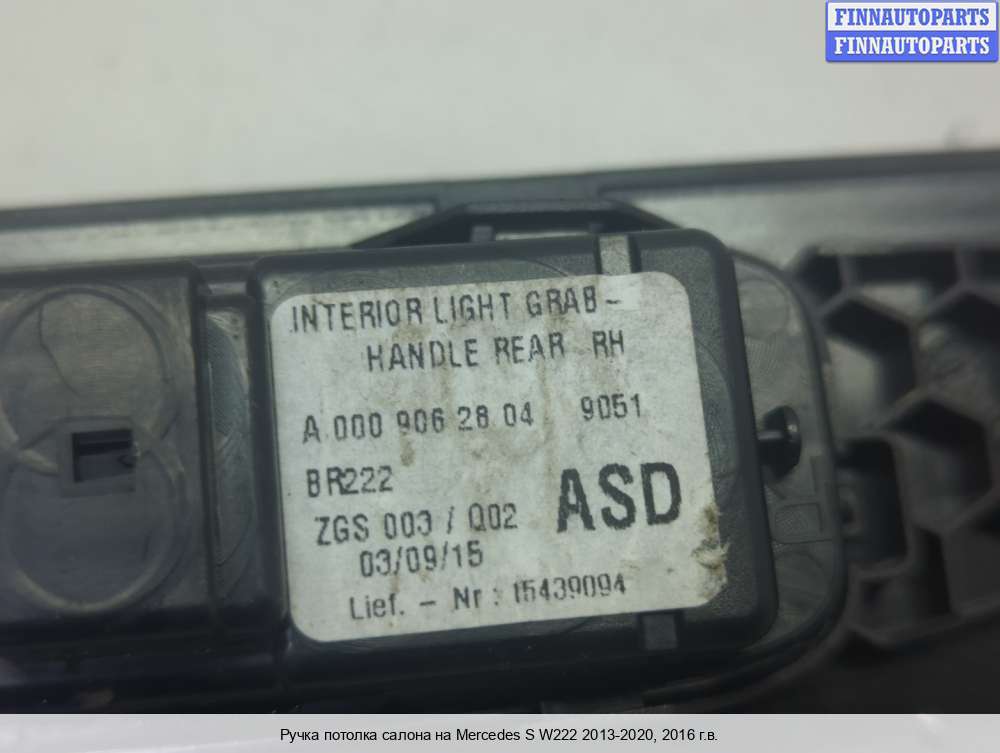 FINNAUTOPARTS
FINNAUTOPARTS
INTERIOR LIGHT GRAB-
HANDLE REAR RH
A 000 906 28 04 9051
BR222
ASD
ZGS 003 / Q02
03/09/15
Lief. - Nr : 15439094
Ручка потолка салона на Mercedes S W222 2013-2020, 2016 г.в.